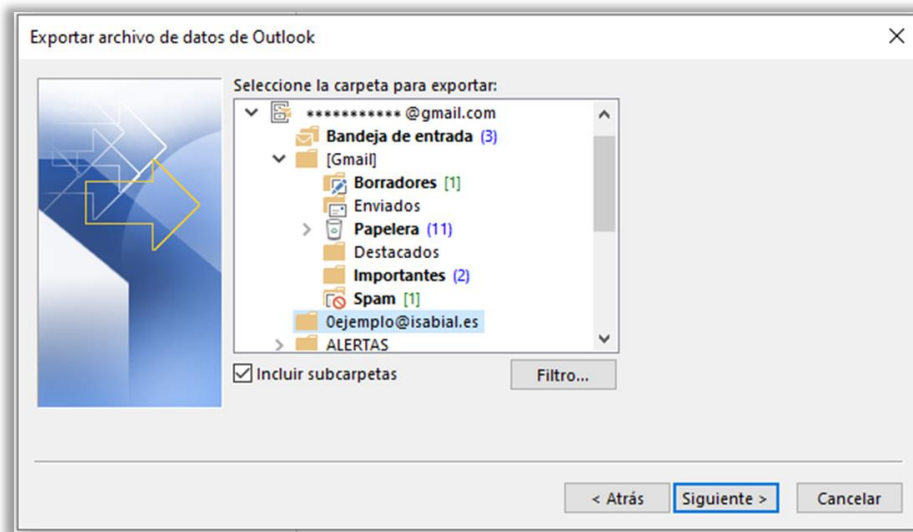 Exportar archivo de datos de Outlook
Seleccione la carpeta para exportar:
*********** @gmail.com
Bandeja de entrada (3)
[Gmail]
Borradores [1]
Enviados
Papelera (11)
Destacados
Importantes (2)
Spam [1]
0ejemplo@isabial.es
ALERTAS
Incluir subcarpetas
Filtro...
< Atrás
Siguiente >
Cancelar